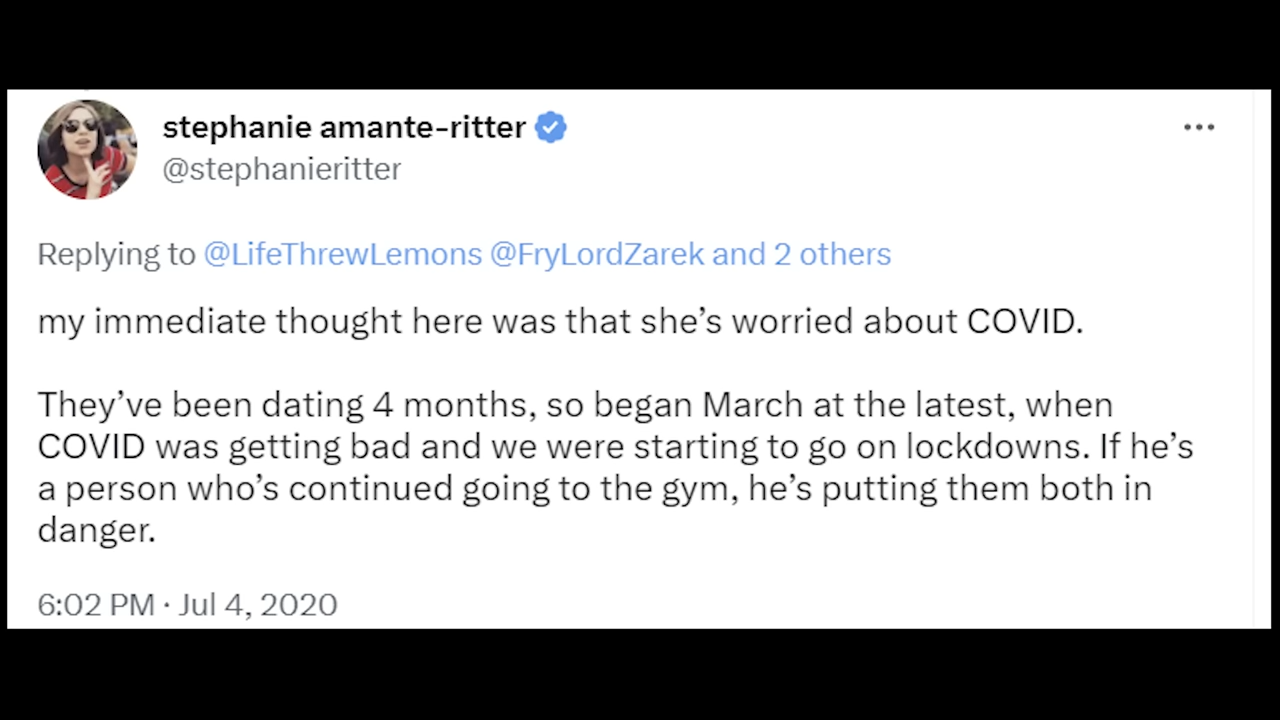 stephanie amante-ritter
@stephanieritter
Replying to @LifeThrewLemons @FryLordZarek and 2 others
my immediate thought here was that she’s worried about COVID.
They’ve been dating 4 months, so began March at the latest, when
COVID was getting bad and we were starting to go on lockdowns. If he’s
a person who’s continued going to the gym, he’s putting them both in
danger.
6:02 PM · Jul 4, 2020